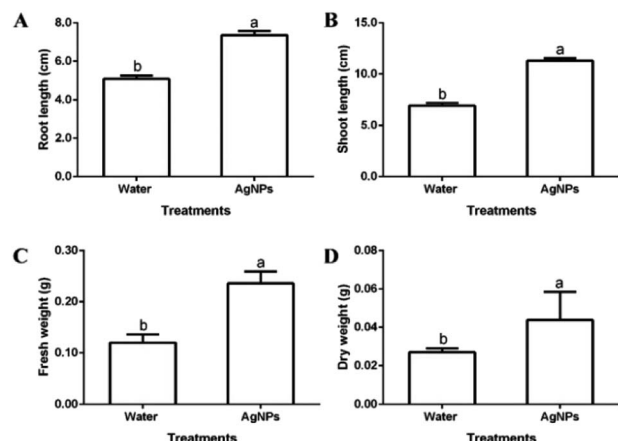 A
Root length (cm)
8.0
6.0
4.0
2.0
0.0
b
a
Water
AgNPs
Treatments
B
Shoot length (cm)
15.0
10.0
5.0
0.0
b
a
Water
AgNPs
Treatments
C
Fresh weight (g)
0.30
0.20
0.10
0.00
b
a
Water
AgNPs
Treatments
D
Dry weight (g)
0.08
0.06
0.04
0.02
0.00
b
a
Water
AgNPs
Treatments